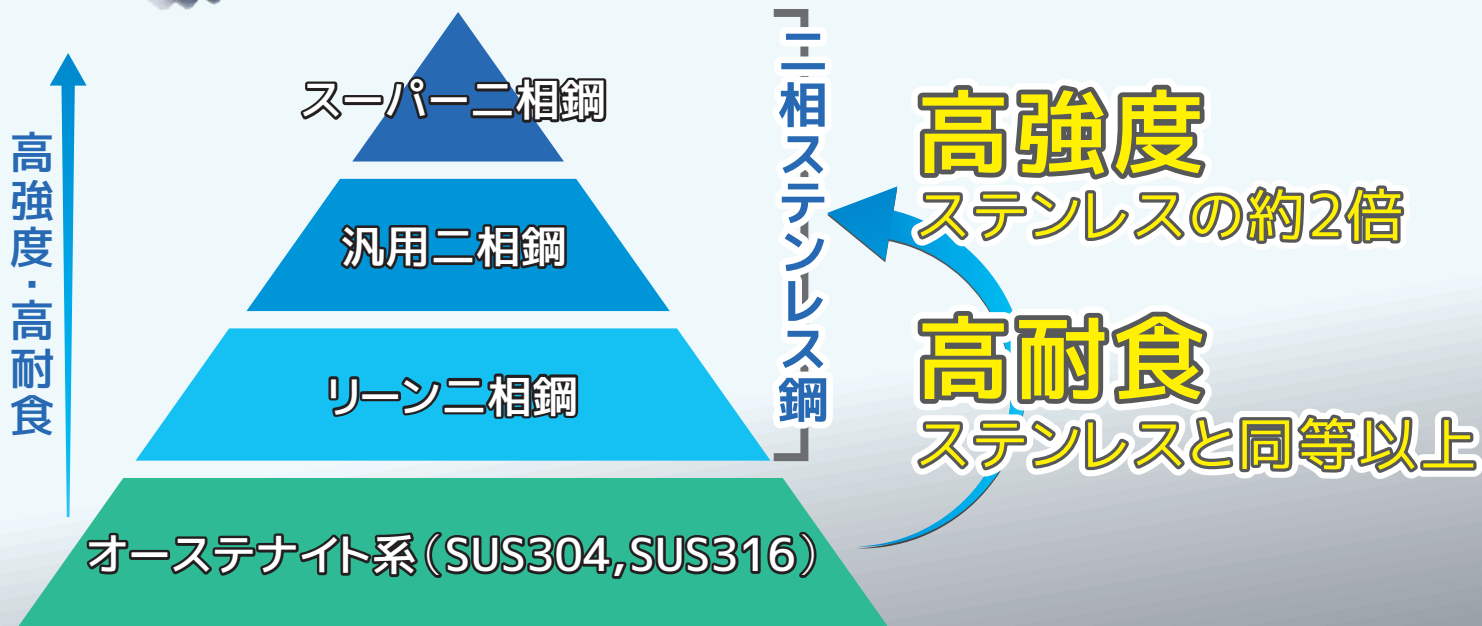 高強度・高耐食
スーパー二相鋼
汎用二相鋼
リーン二相鋼
オーステナイト系（SUS304,SUS316）
二相ステンレス鋼
高強度
ステンレスの約2倍
高耐食
ステンレスと同等以上